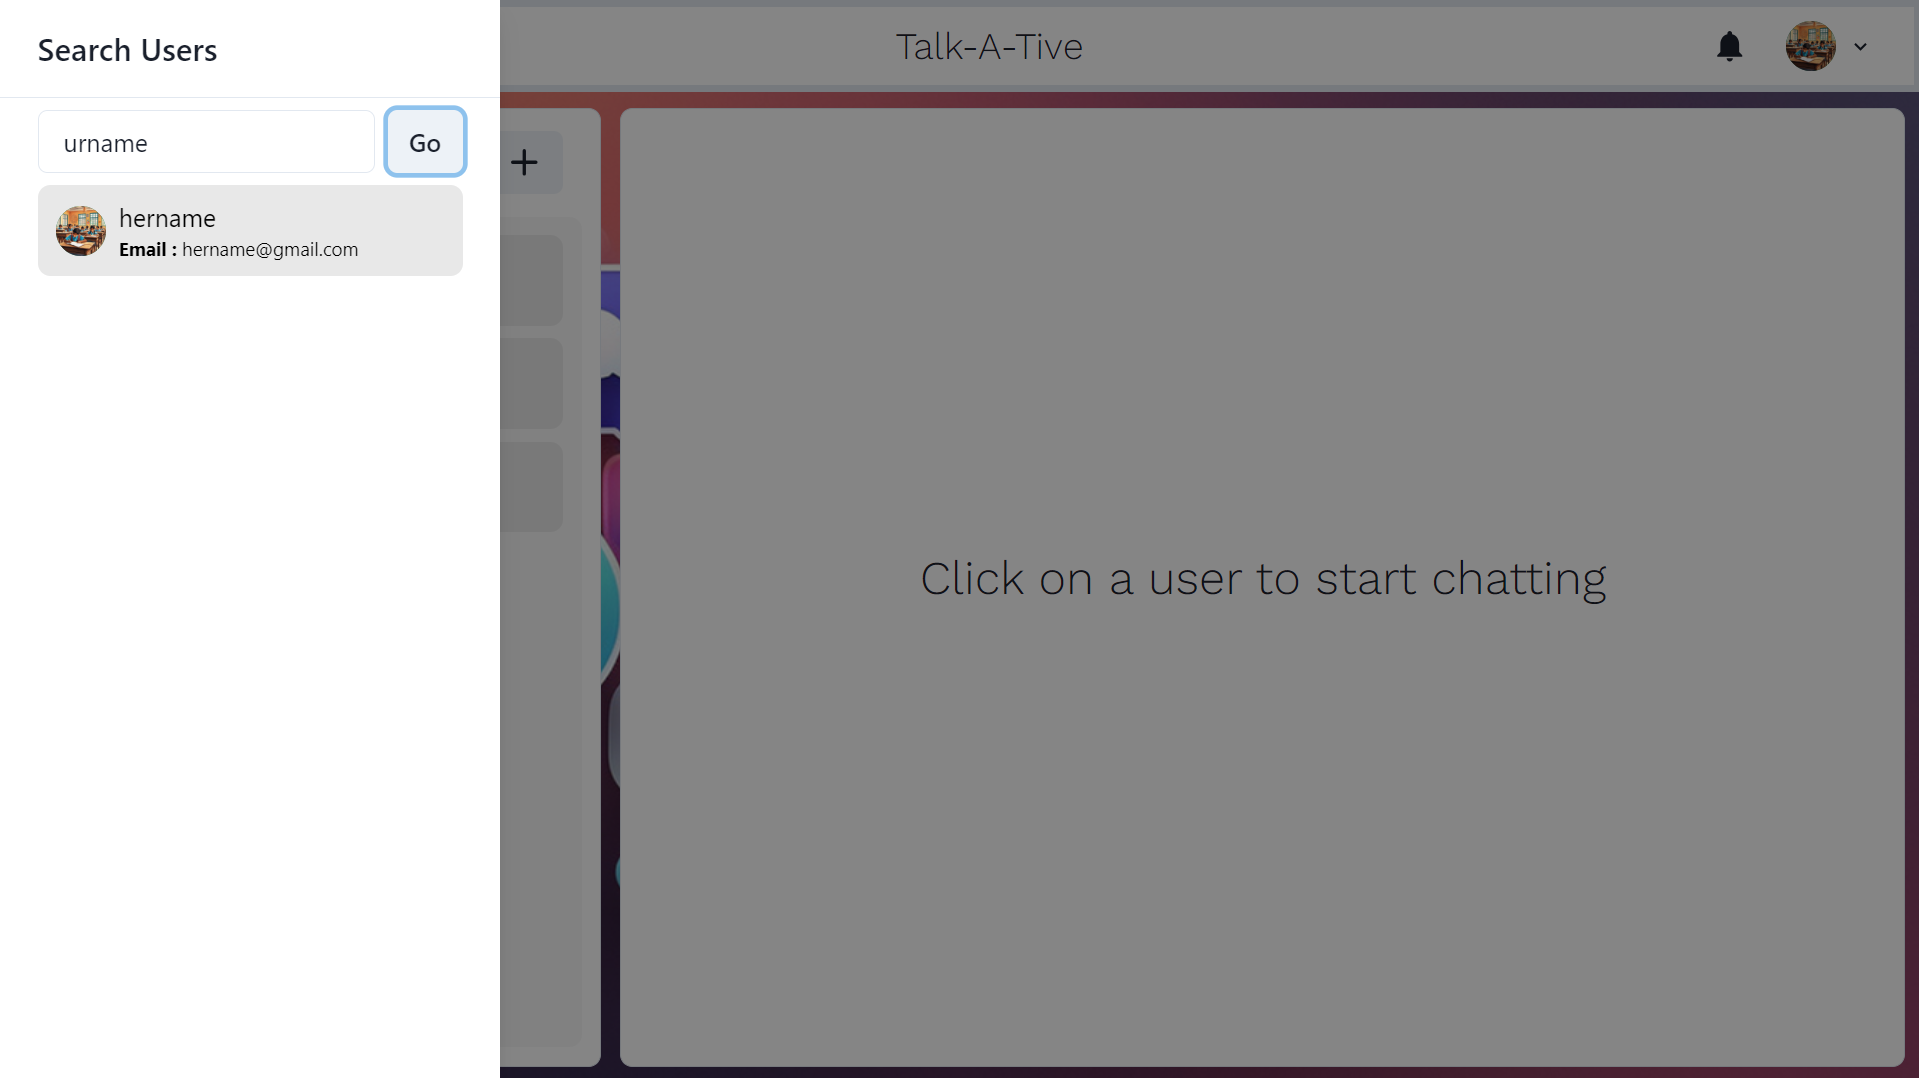 Search Users
Talk-A-Tive
urname
Go
hername
Email : hername@gmail.com
Click on a user to start chatting